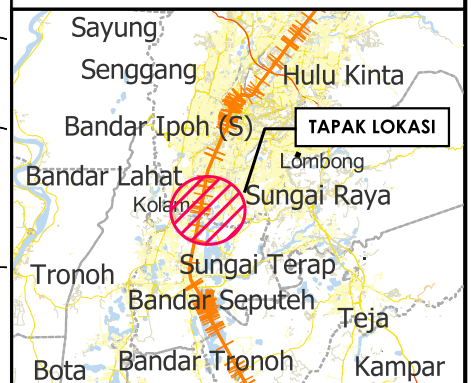 Sayung
Senggang
Hulu Kinta
Bandar Ipoh (S)
TAPAK LOKASI
Lombong
Bandar Lahat
Kolam
Sungai Raya
Sungai Terap
Tronoh
Bandar Seputeh
Teja
Bota
Bandar Tronoh
Kampar